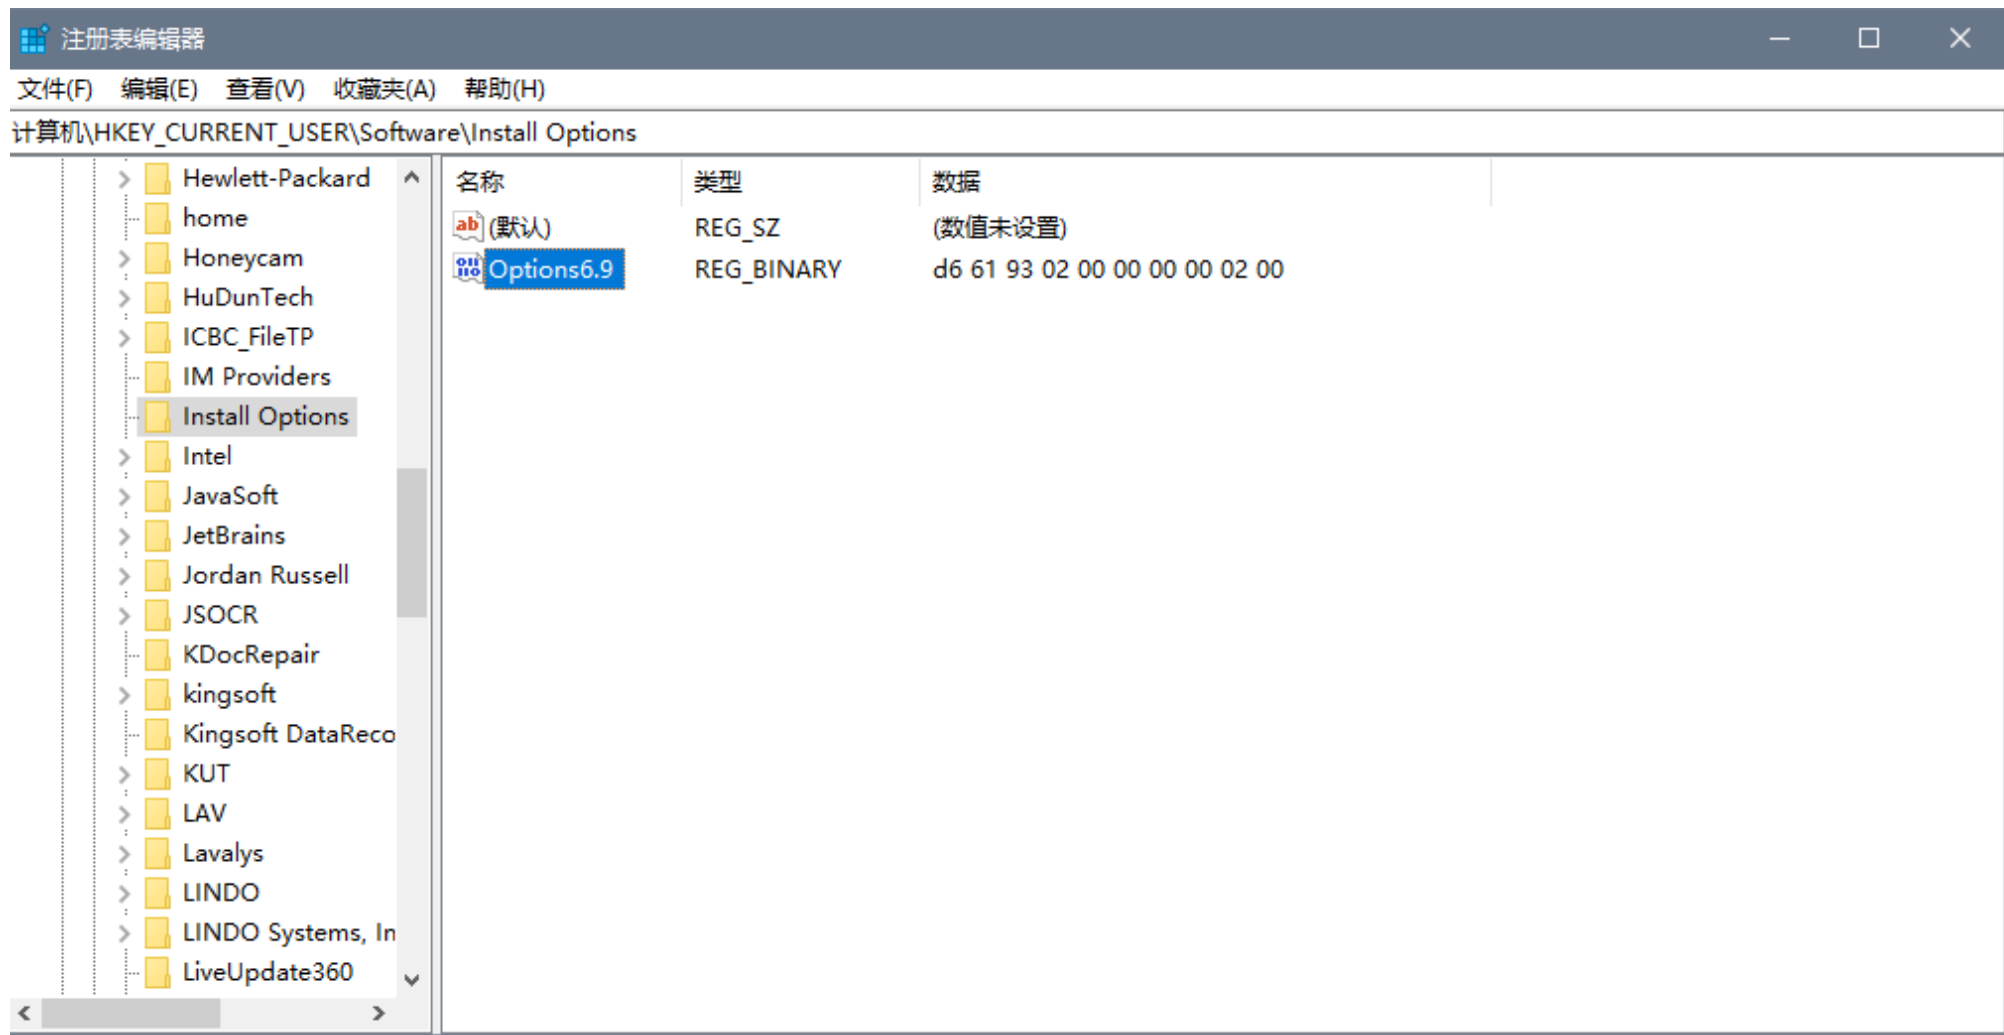 注册表编辑器
文件(F) 编辑(E) 查看(V) 收藏夹(A) 帮助(H)
计算机\HKEY_CURRENT_USER\Software\Install Options
Hewlett-Packard
home
Honeycam
HuDunTech
ICBC_FileTP
IM Providers
Install Options
Intel
JavaSoft
JetBrains
Jordan Russell
JSOCR
KDocRepair
kingsoft
Kingsoft DataReco
KUT
LAV
Lavalys
LINDO
LINDO Systems, In
LiveUpdate360
名称 类型 数据
(默认) REG_SZ (数值未设置)
Options6.9 REG_BINARY d6 61 93 02 00 00 00 00 02 00